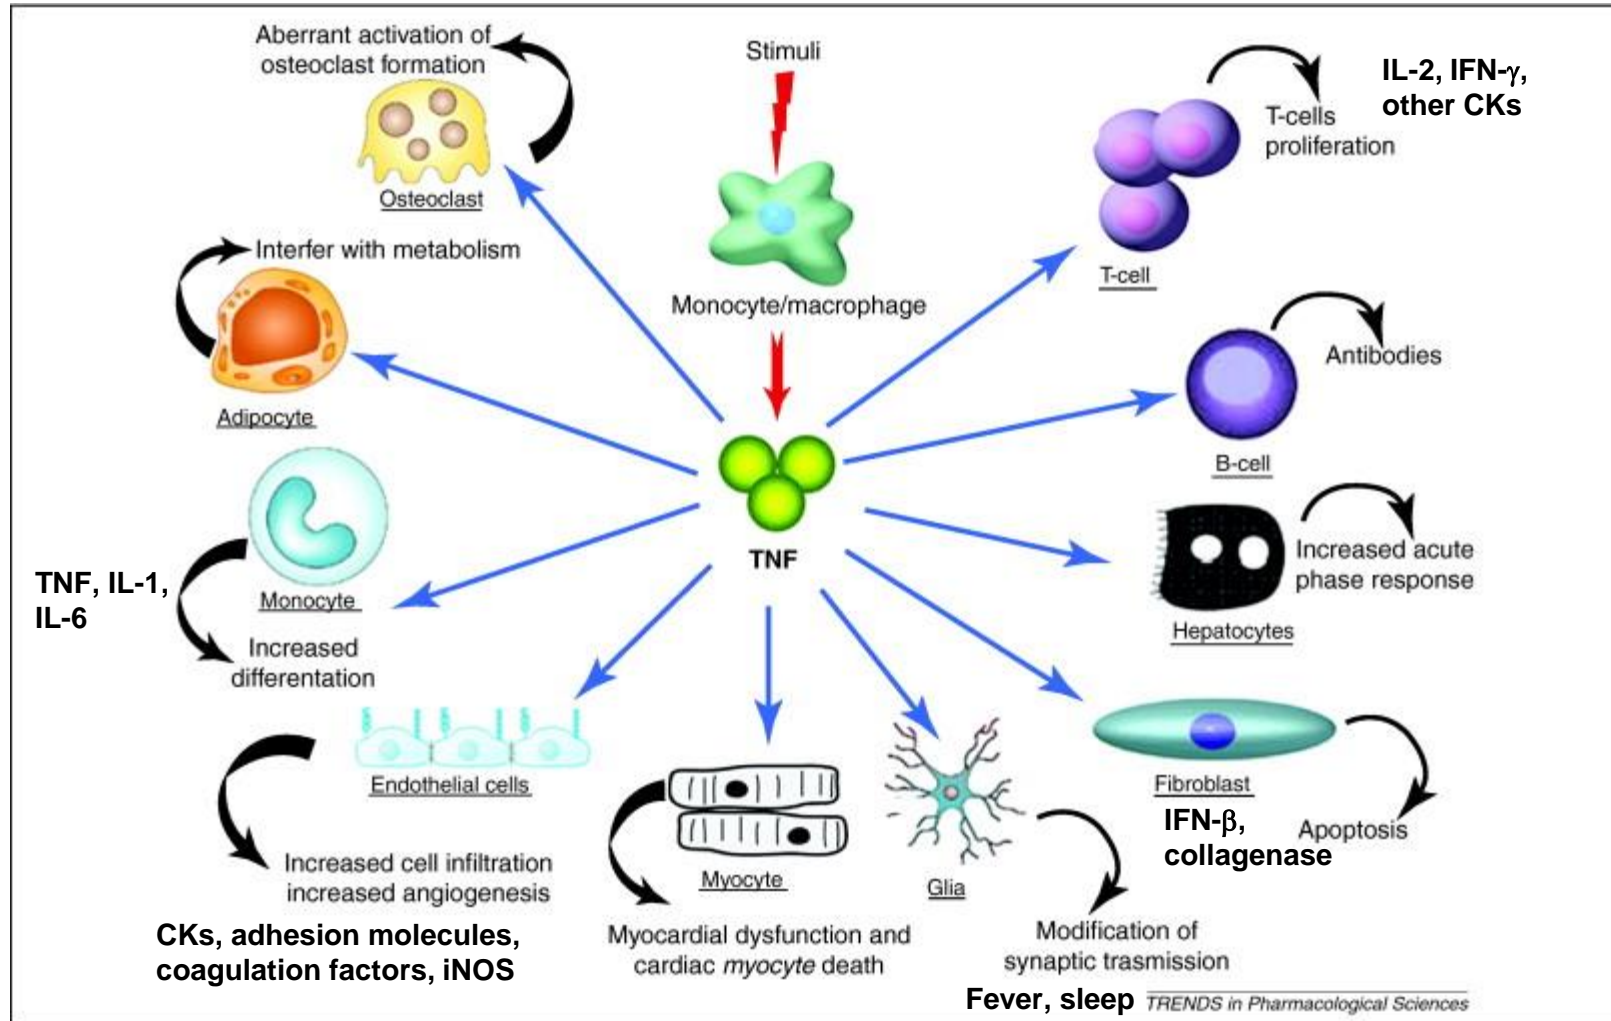 Aberrant activation of
osteoclast formation
Osteoclast
Stimuli
Monocyte/macrophage
TNF
IL-2, IFN-γ,
other CKs
T-cells
proliferation
T-cell
Antibodies
B-cell
Increased acute
phase response
Hepatocytes
Fibroblast
IFN-β,
collagenase
Apoptosis
Interfer with metabolism
Adipocyte
Monocyte
TNF, IL-1,
IL-6
Increased
differentation
Endothelial cells
Increased cell infiltration
increased angiogenesis
CKs, adhesion molecules,
coagulation factors, iNOS
Myocyte
Myocardial dysfunction and
cardiac myocyte death
Glia
Modification of
synaptic trasmission
Fever, sleep
TRENDS in Pharmacological Sciences